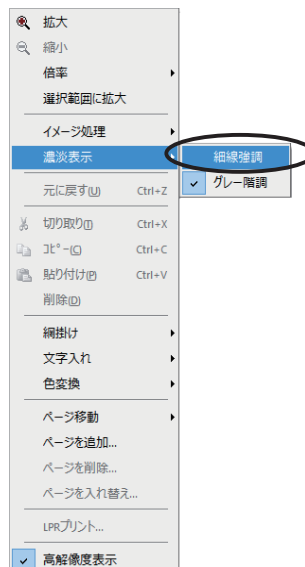 拡大
縮小
倍率
選択範囲に拡大
イメージ処理
濃淡表示
細線強調
グレー階調
元に戻す(U) Ctrl+Z
切り取り(T) Ctrl+X
ｺﾋﾟｰ(C) Ctrl+C
貼り付け(P) Ctrl+V
削除(D)
網掛け
文字入れ
色変換
ページ移動
ページを追加...
ページを削除...
ページを入れ替え...
LPRプリント...
高解像度表示